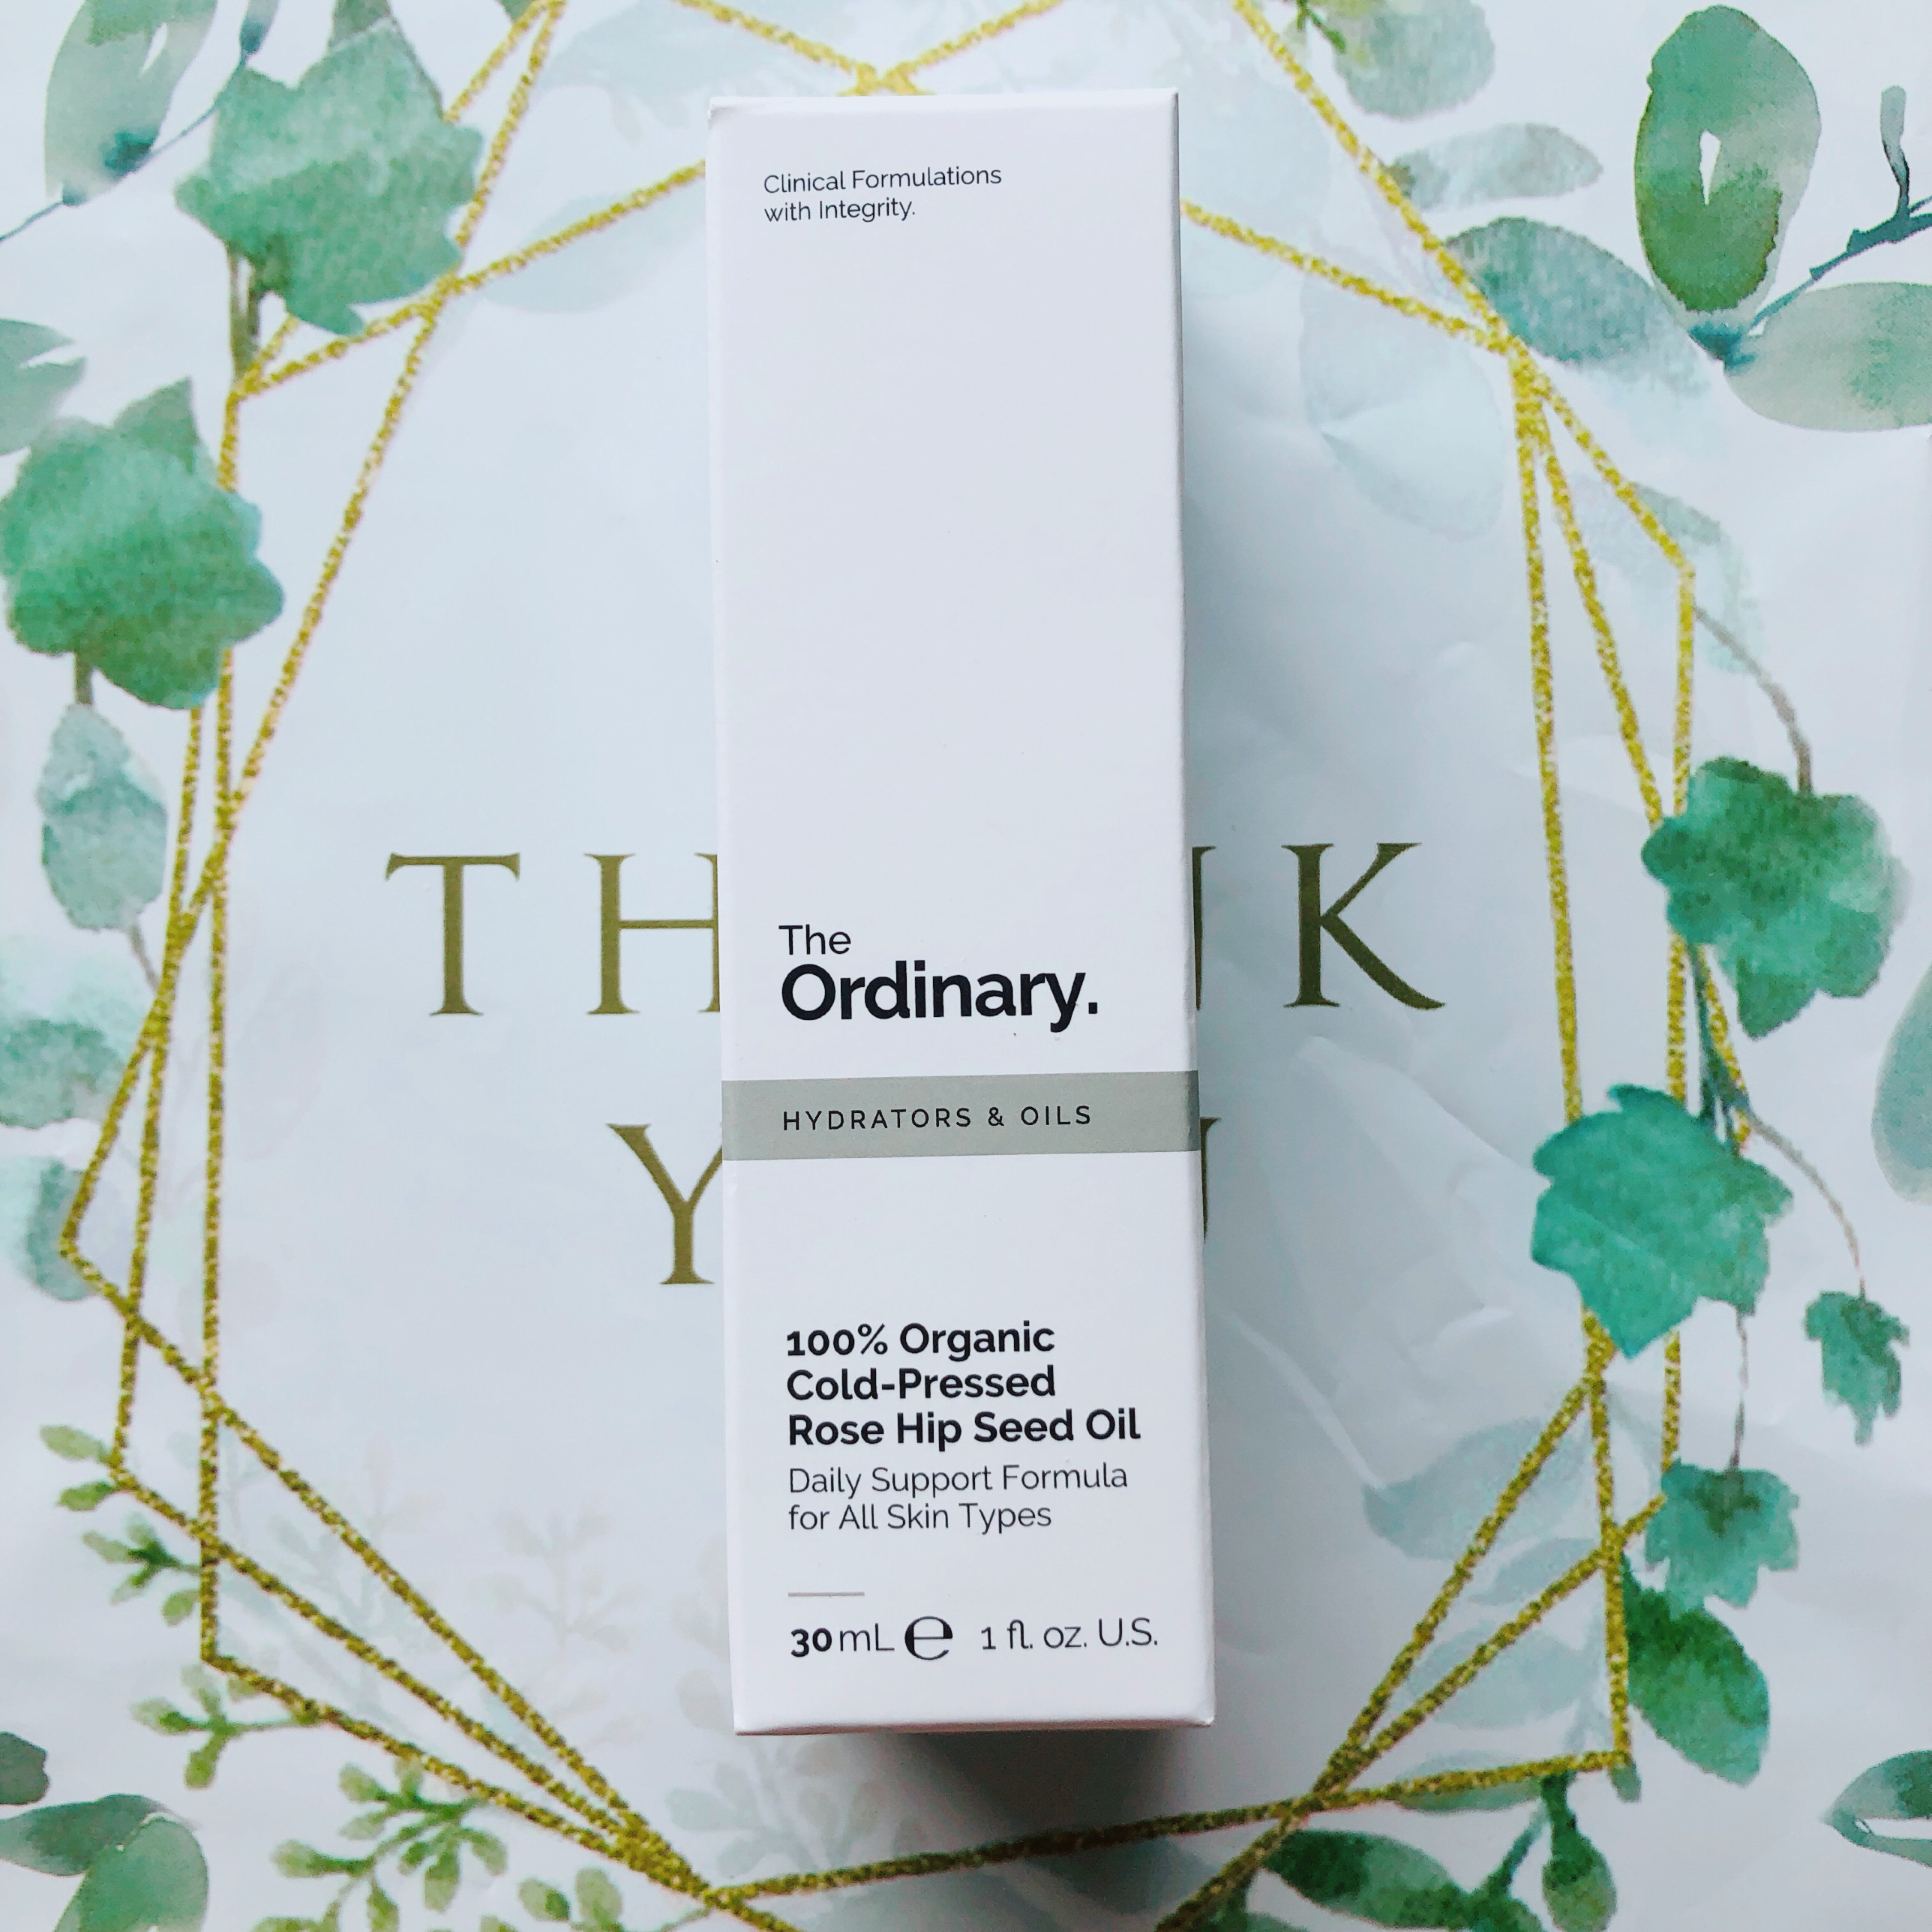 Clinical Formulations
with Integrity.
The
Ordinary.
HYDRATORS & OILS
100% Organic
Cold-Pressed
Rose Hip Seed Oil
Daily Support Formula
for All Skin Types
30 mL ℮ 1 fl. oz. U.S.
TH NK
Y U